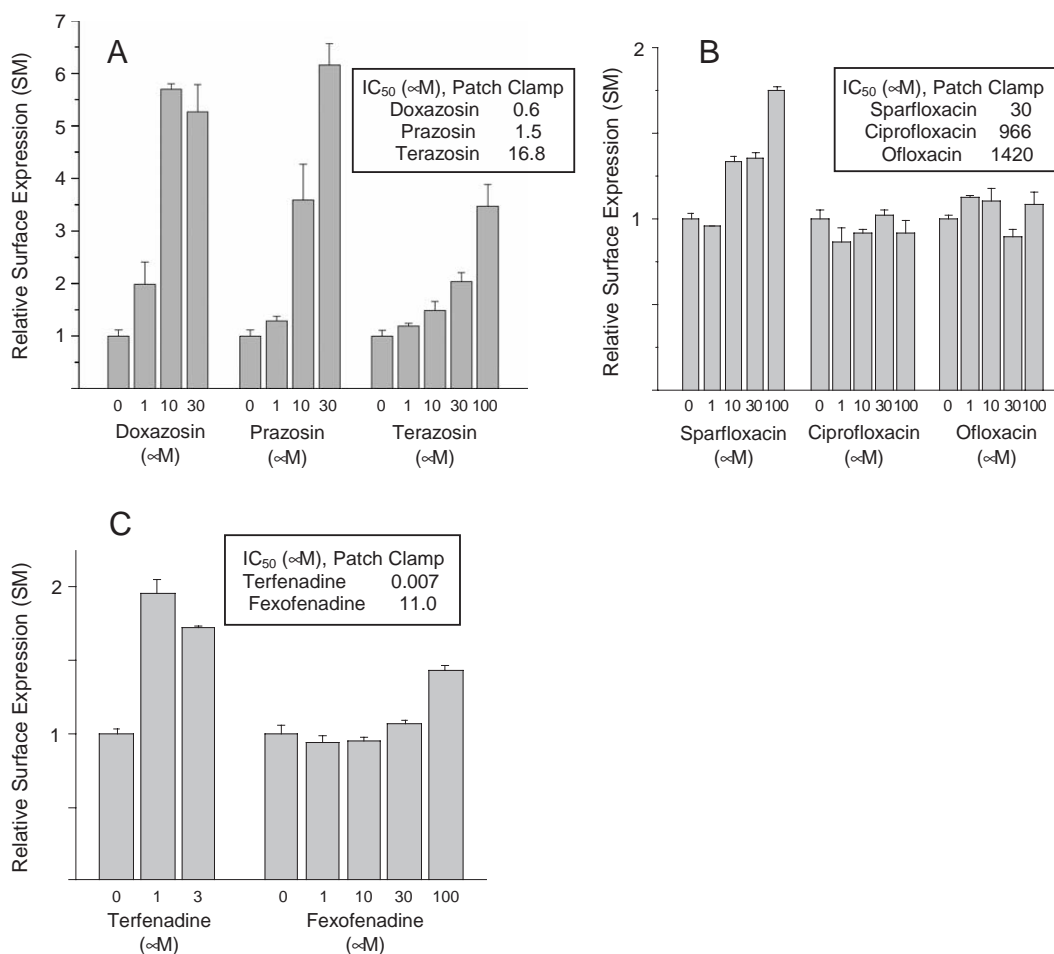 A
Relative Surface Expression (SM)
7
6
5
4
3
2
1
IC50 (∝M), Patch Clamp
Doxazosin 0.6
Prazosin 1.5
Terazosin 16.8
0 1 10 30 0 1 10 30 0 1 10 30 100
Doxazosin Prazosin Terazosin
(∝M) (∝M) (∝M)
B
Relative Surface Expression (SM)
2
1
0
IC50 (∝M), Patch Clamp
Sparfloxacin 30
Ciprofloxacin 966
Ofloxacin 1420
0 1 10 30 100 0 1 10 30 100 0 1 10 30 100
Sparfloxacin Ciprofloxacin Ofloxacin
(∝M) (∝M) (∝M)
C
Relative Surface Expression (SM)
2
1
0
IC50 (∝M), Patch Clamp
Terfenadine 0.007
Fexofenadine 11.0
0 1 3 0 1 10 30 100
Terfenadine Fexofenadine
(∝M) (∝M)